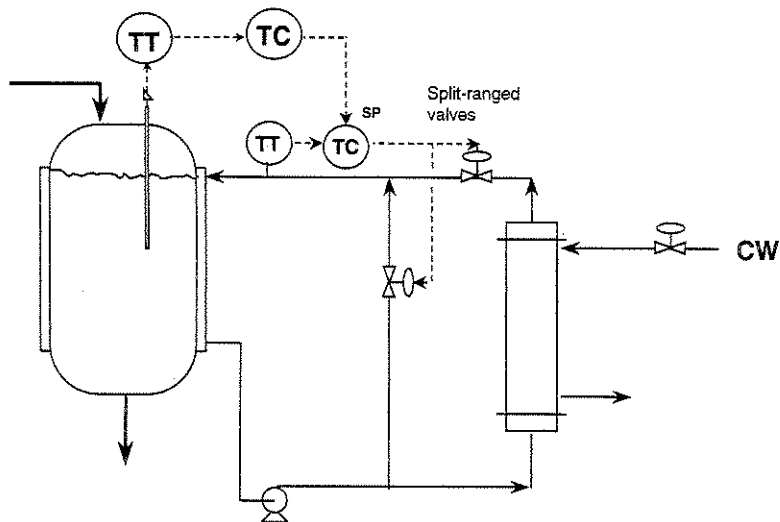 TT
TC
SP
Split-ranged
valves
TT
TC
CW